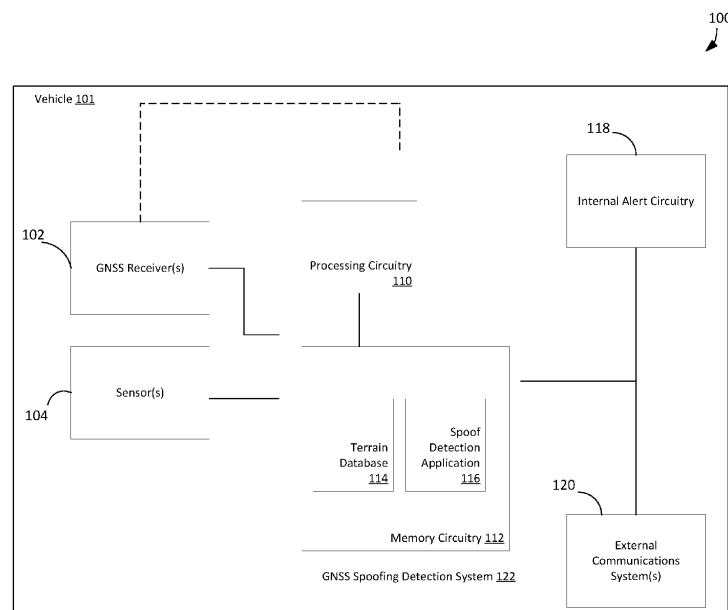 100
Vehicle 101
118
Internal Alert Circuitry
102
GNSS Receiver(s)
Processing Circuitry
110
Sensor(s)
104
Terrain
Database
114
Spoof
Detection
Application
116
120
Memory Circuitry 112
External
Communications
System(s)
GNSS Spoofing Detection System 122